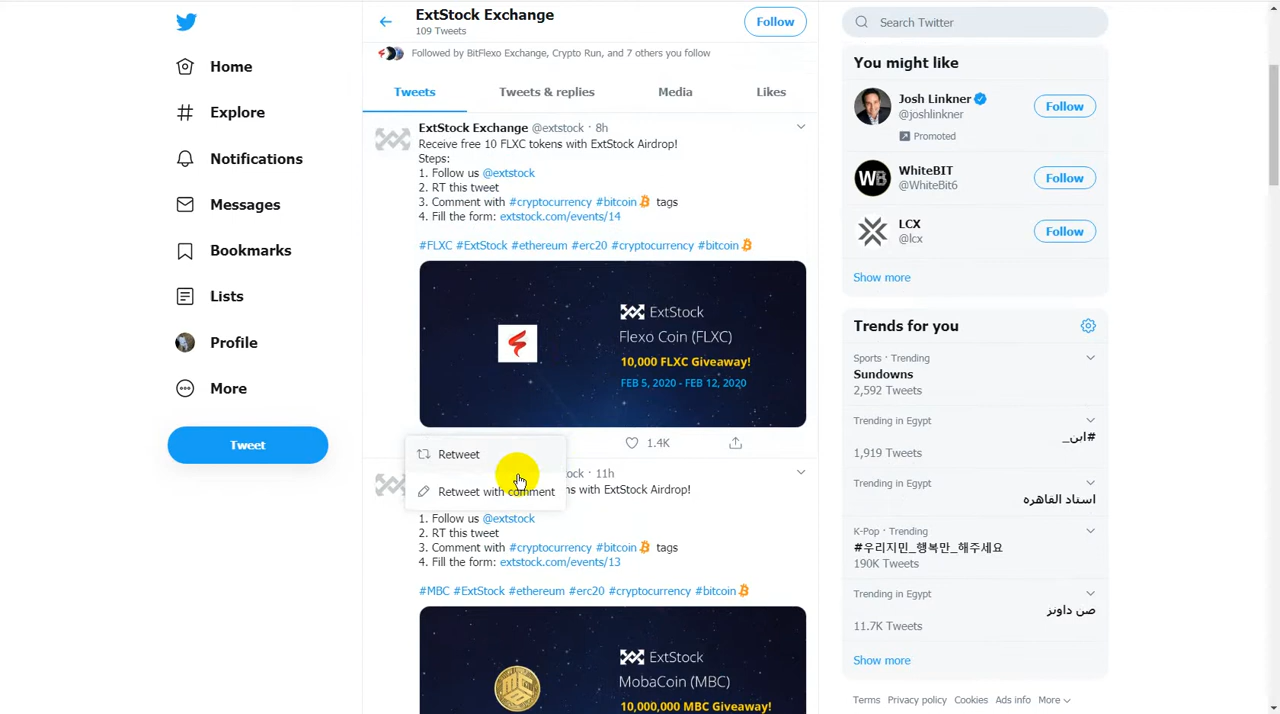 Home
Explore
Notifications
Messages
Bookmarks
Lists
Profile
More
Tweet
ExtStock Exchange
109 Tweets
Follow
Followed by BitFlexo Exchange, Crypto Run, and 7 others you follow
Tweets
Tweets & replies
Media
Likes
ExtStock Exchange @extstock · 8h
Receive free 10 FLXC tokens with ExtStock Airdrop!
Steps:
1. Follow us @extstock
2. RT this tweet
3. Comment with #cryptocurrency #bitcoin tags
4. Fill the form: extstock.com/events/14
#FLXC #ExtStock #ethereum #erc20 #cryptocurrency #bitcoin
ExtStock
Flexo Coin (FLXC)
10,000 FLXC Giveaway!
FEB 5, 2020 - FEB 12, 2020
1.4K
Retweet
Retweet with comment
stock · 11h
ns with ExtStock Airdrop!
1. Follow us @extstock
2. RT this tweet
3. Comment with #cryptocurrency #bitcoin tags
4. Fill the form: extstock.com/events/13
#MBC #ExtStock #ethereum #erc20 #cryptocurrency #bitcoin
ExtStock
MobaCoin (MBC)
10,000,000 MBC Giveaway!
Search Twitter
You might like
Josh Linkner
@joshlinkner
Follow
Promoted
WhiteBIT
@WhiteBit6
Follow
WB
LCX
@lcx
Follow
Show more
Trends for you
Sports · Trending
Sundowns
2,592 Tweets
Trending in Egypt
#ابن_
1,919 Tweets
Trending in Egypt
استاد القاهره
K-Pop · Trending
#우리지민_행복만_해주세요
190K Tweets
Trending in Egypt
صن داونز
11.7K Tweets
Show more
Terms Privacy policy Cookies Ads info More